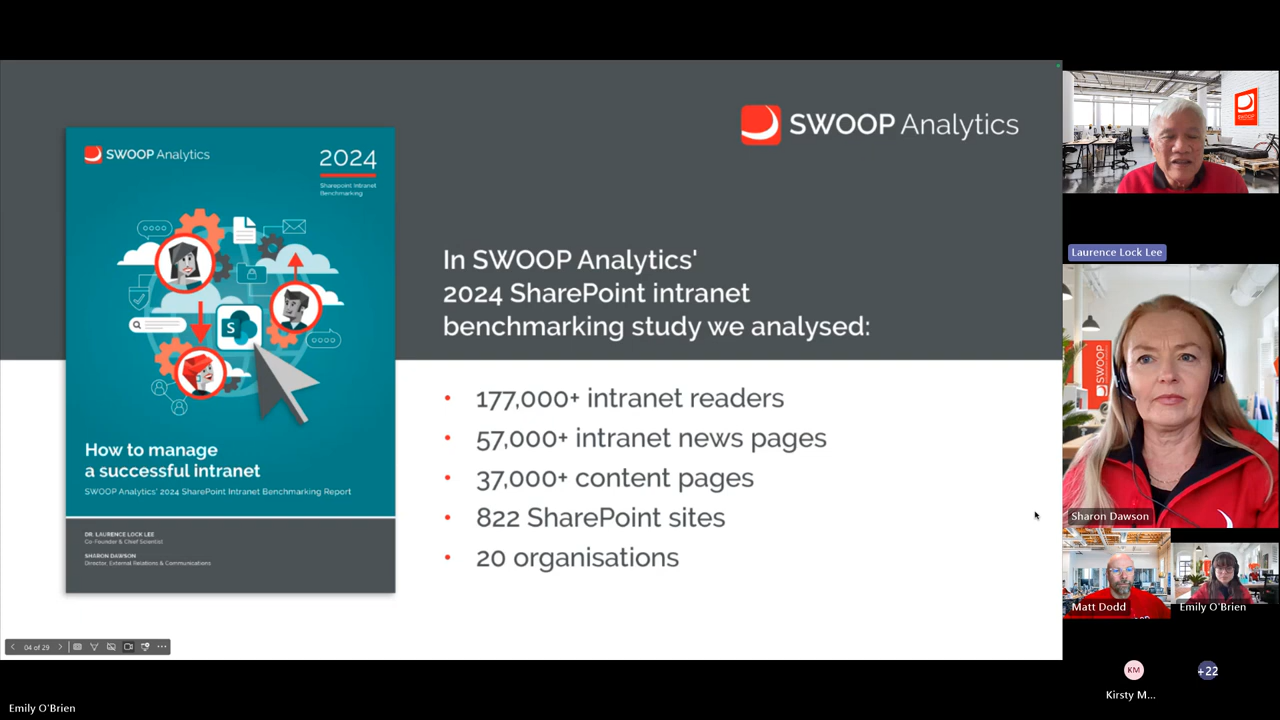 SWOOP Analytics
2024
Sharepoint Intranet
Benchmarking
S
How to manage
a successful intranet
SWOOP Analytics' 2024 SharePoint Intranet Benchmarking Report
DR. LAURENCE LOCK LEE
Co-Founder & Chief Scientist
SHARON DAWSON
Director, External Relations & Communications
SWOOP Analytics
In SWOOP Analytics'
2024 SharePoint intranet
benchmarking study we analysed:
• 177,000+ intranet readers
• 57,000+ intranet news pages
• 37,000+ content pages
• 822 SharePoint sites
• 20 organisations
04 of 29
Emily O'Brien
Laurence Lock Lee
SWOOP
Sharon Dawson
Matt Dodd
Emily O'Brien
KM
+22
Kirsty M...